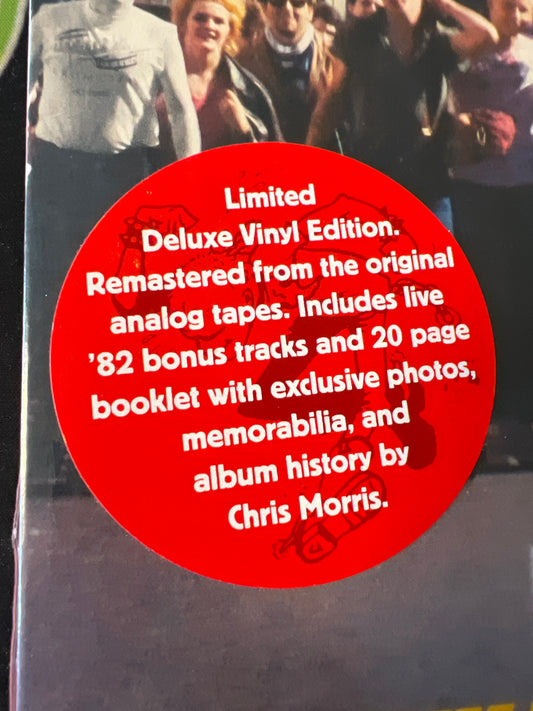 Limited
Deluxe Vinyl Edition.
Remastered from the original
analog tapes. Includes live
’82 bonus tracks and 20 page
booklet with exclusive photos,
memorabilia, and
album history by
Chris Morris.